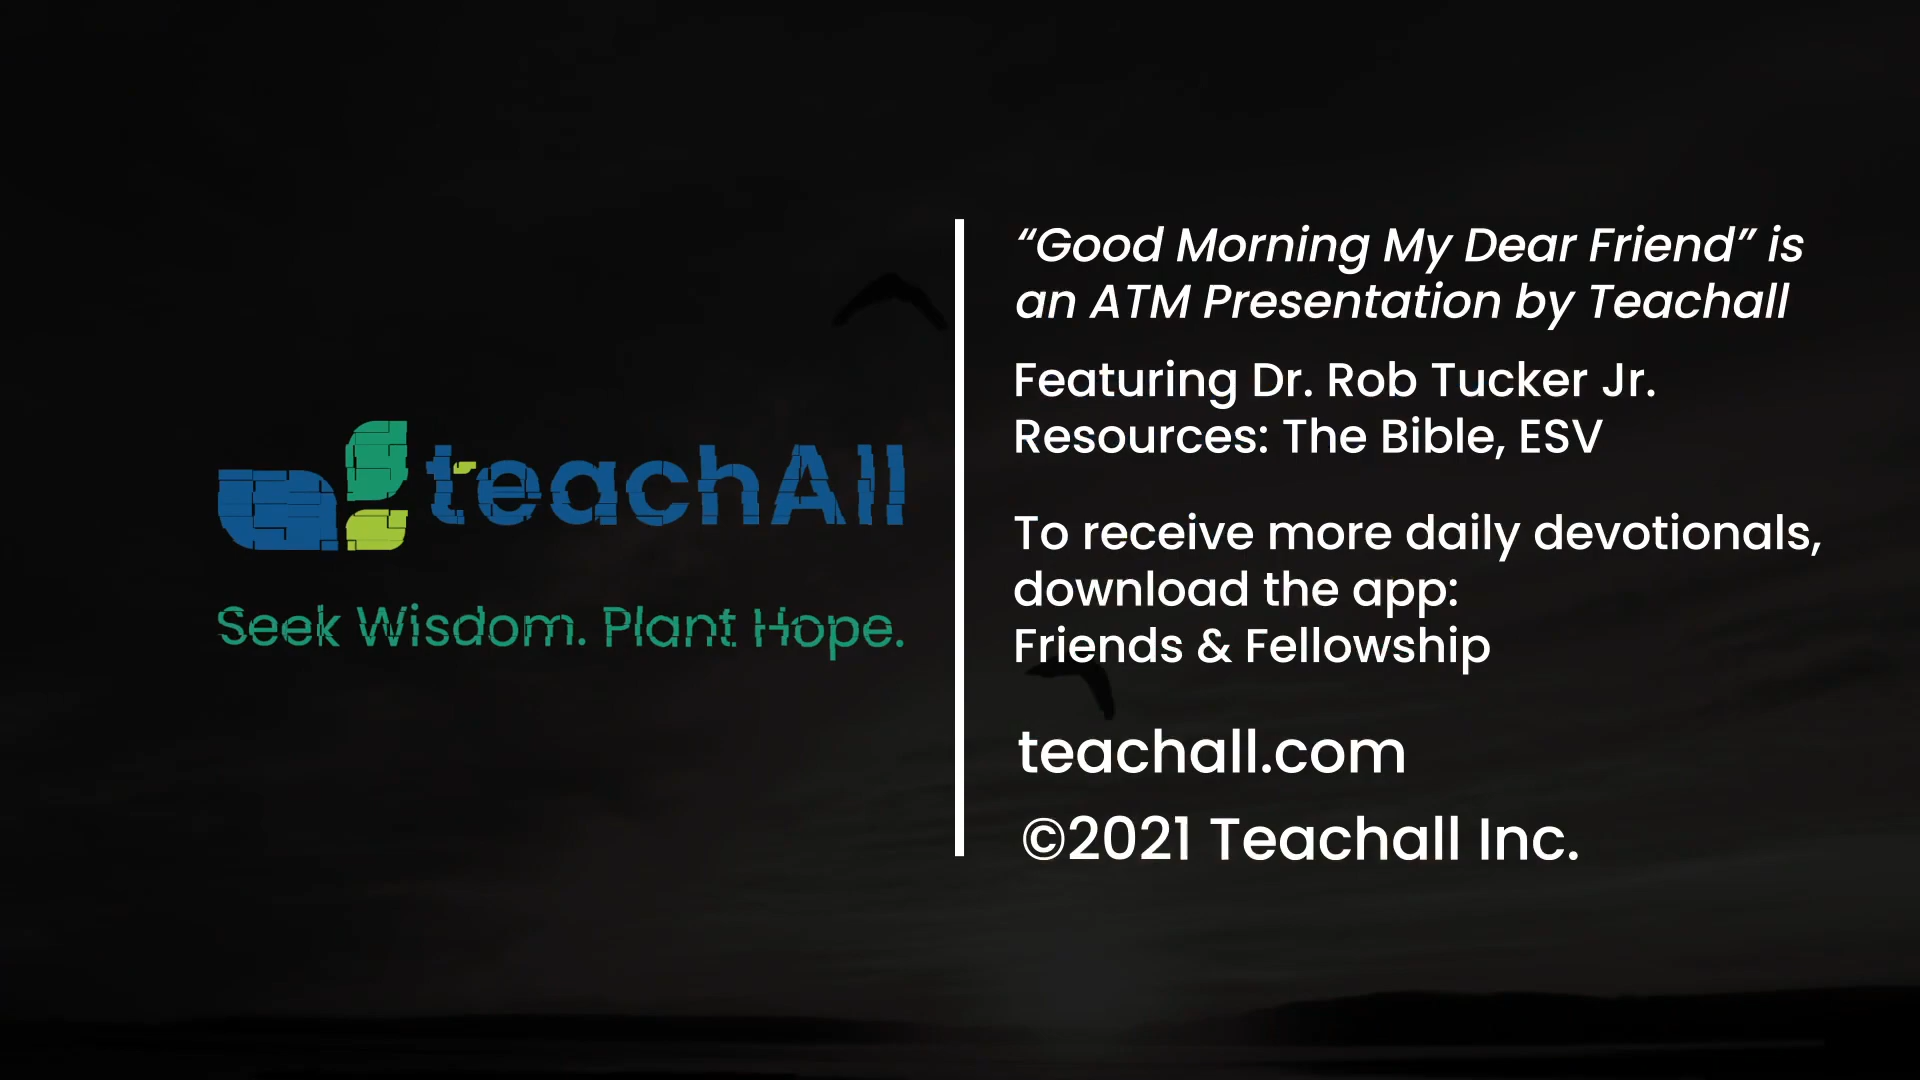 teachAll
Seek Wisdom. Plant Hope.
“Good Morning My Dear Friend” is
an ATM Presentation by Teachall
Featuring Dr. Rob Tucker Jr.
Resources: The Bible, ESV
To receive more daily devotionals,
download the app:
Friends & Fellowship
teachall.com
©2021 Teachall Inc.